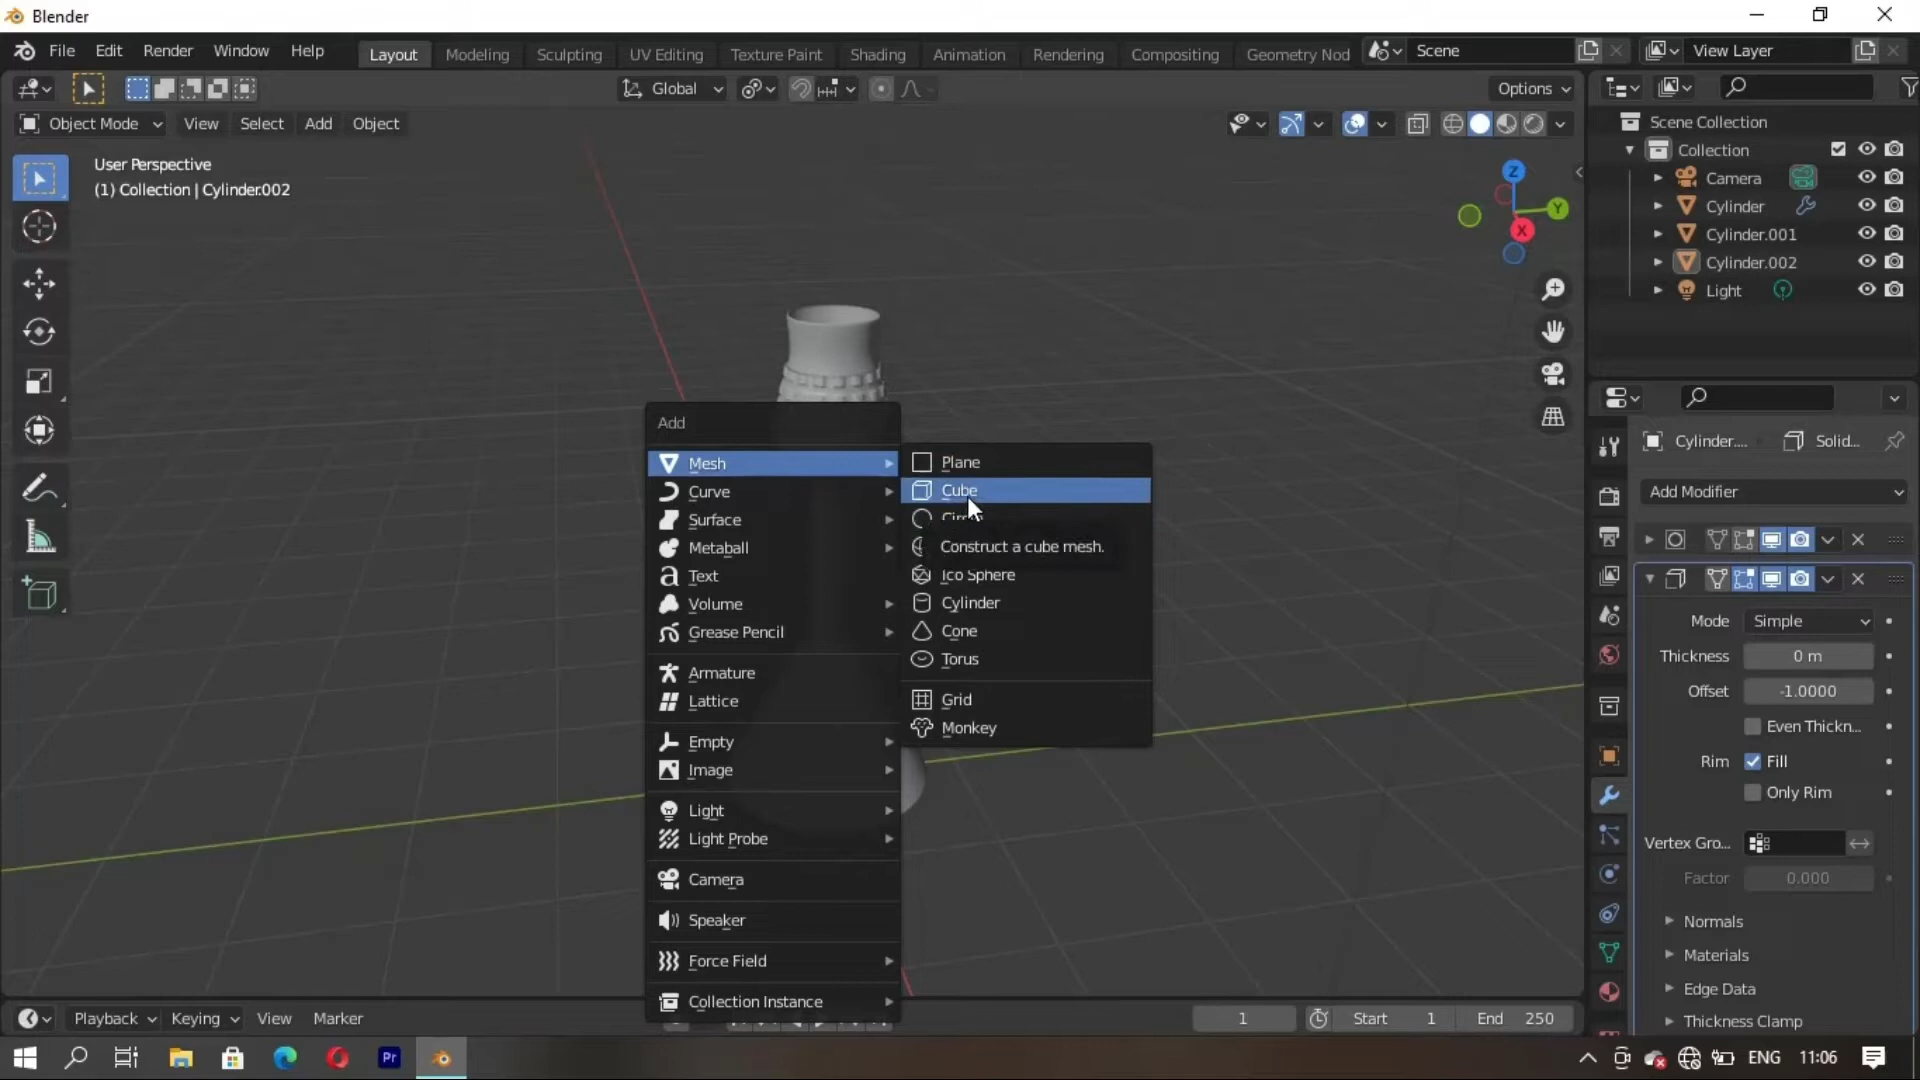 Blender
File Edit Render Window Help Layout Modeling Sculpting UV Editing Texture Paint Shading Animation Rendering Compositing Geometry Nod Scene View Layer
Global Options
Object Mode View Select Add Object
User Perspective
(1) Collection | Cylinder.002
Z
Y
X
Scene Collection
Collection
Camera
Cylinder
Cylinder.001
Cylinder.002
Light
Add
Mesh
Curve
Surface
Metaball
Text
Volume
Grease Pencil
Armature
Lattice
Empty
Image
Light
Light Probe
Camera
Speaker
Force Field
Collection Instance
Plane
Cube
Construct a cube mesh.
Ico Sphere
Cylinder
Cone
Torus
Grid
Monkey
Cylinder.... Solid...
Add Modifier
Mode Simple
Thickness 0 m
Offset -1.0000
Even Thickn...
Rim Fill
Only Rim
Vertex Gro...
Factor 0.000
Normals
Materials
Edge Data
Thickness Clamp
Playback Keying View Marker 1 Start 1 End 250
Pr ENG 11:06